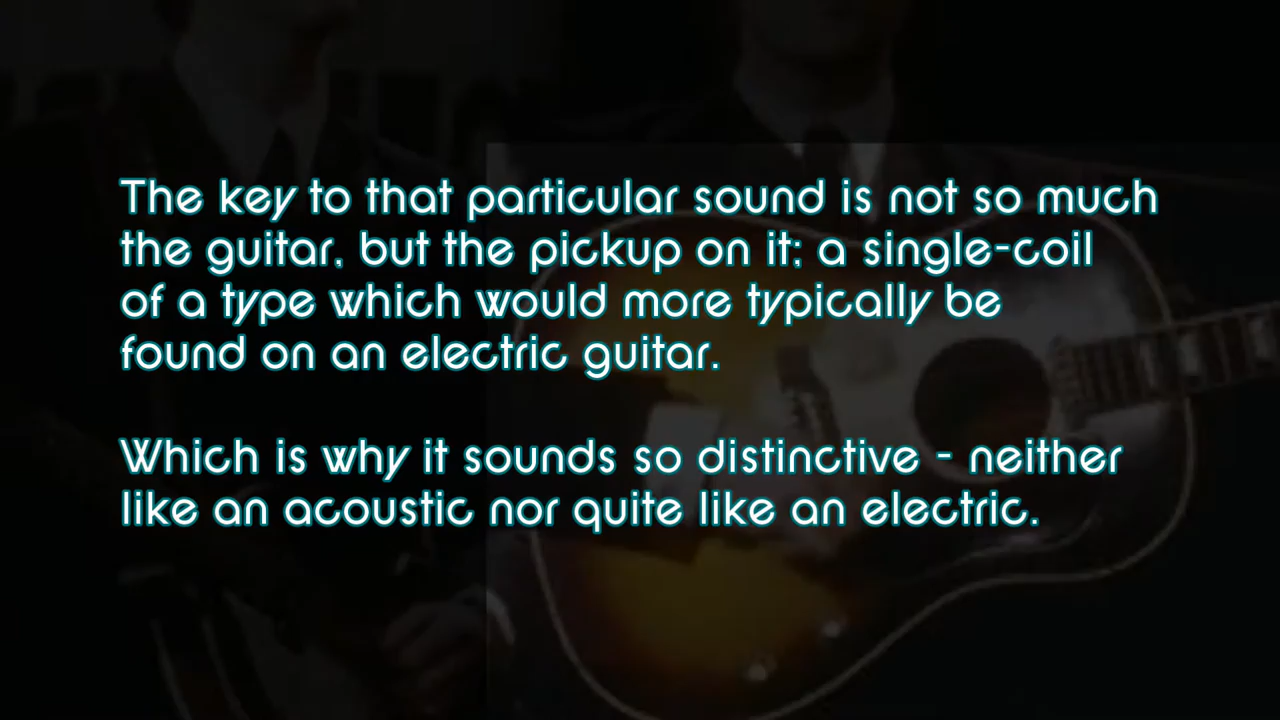 The key to that particular sound is not so much
the guitar, but the pickup on it; a single-coil
of a type which would more typically be
found on an electric guitar.
Which is why it sounds so distinctive - neither
like an acoustic nor quite like an electric.